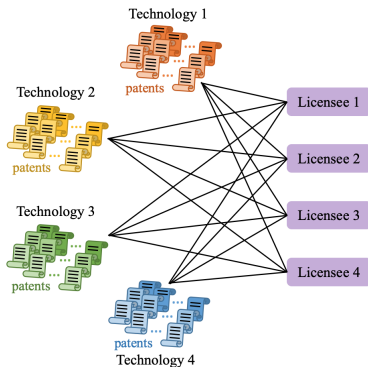 Technology 1
patents
Technology 2
patents
Technology 3
patents
patents
Technology 4
Licensee 1
Licensee 2
Licensee 3
Licensee 4